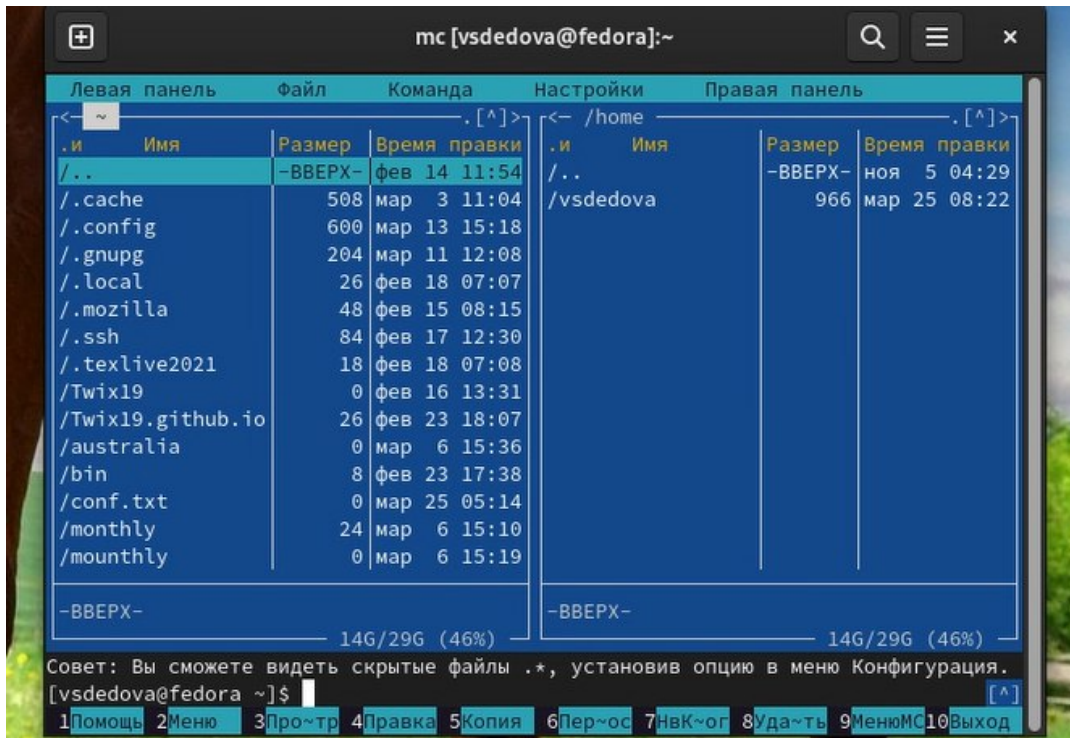 mc [vsdedova@fedora]:~
Левая панель Файл Команда Настройки Правая панель
<— ~ .[^]> <— /home .[^]>
.и Имя Размер Время правки .и Имя Размер Время правки
/.. -ВВЕРХ- фев 14 11:54 /.. -ВВЕРХ- ноя 5 04:29
/.cache 508 мар 3 11:04 /vsdedova 966 мар 25 08:22
/.config 600 мар 13 15:18
/.gnupg 204 мар 11 12:08
/.local 26 фев 18 07:07
/.mozilla 48 фев 15 08:15
/.ssh 84 фев 17 12:30
/.texlive2021 18 фев 18 07:08
/Twix19 0 фев 16 13:31
/Twix19.github.io 26 фев 23 18:07
/australia 0 мар 6 15:36
/bin 8 фев 23 17:38
/conf.txt 0 мар 25 05:14
/monthly 24 мар 6 15:10
/mounthly 0 мар 6 15:19
-ВВЕРХ- -ВВЕРХ-
14G/29G (46%) 14G/29G (46%)
Совет: Вы сможете видеть скрытые файлы .*, установив опцию в меню Конфигурация.
[vsdedova@fedora ~]$ [^]
1Помощь 2Меню 3Про~тр 4Правка 5Копия 6Пер~ос 7НвК~ог 8Уда~ть 9МенюМС 10Выход